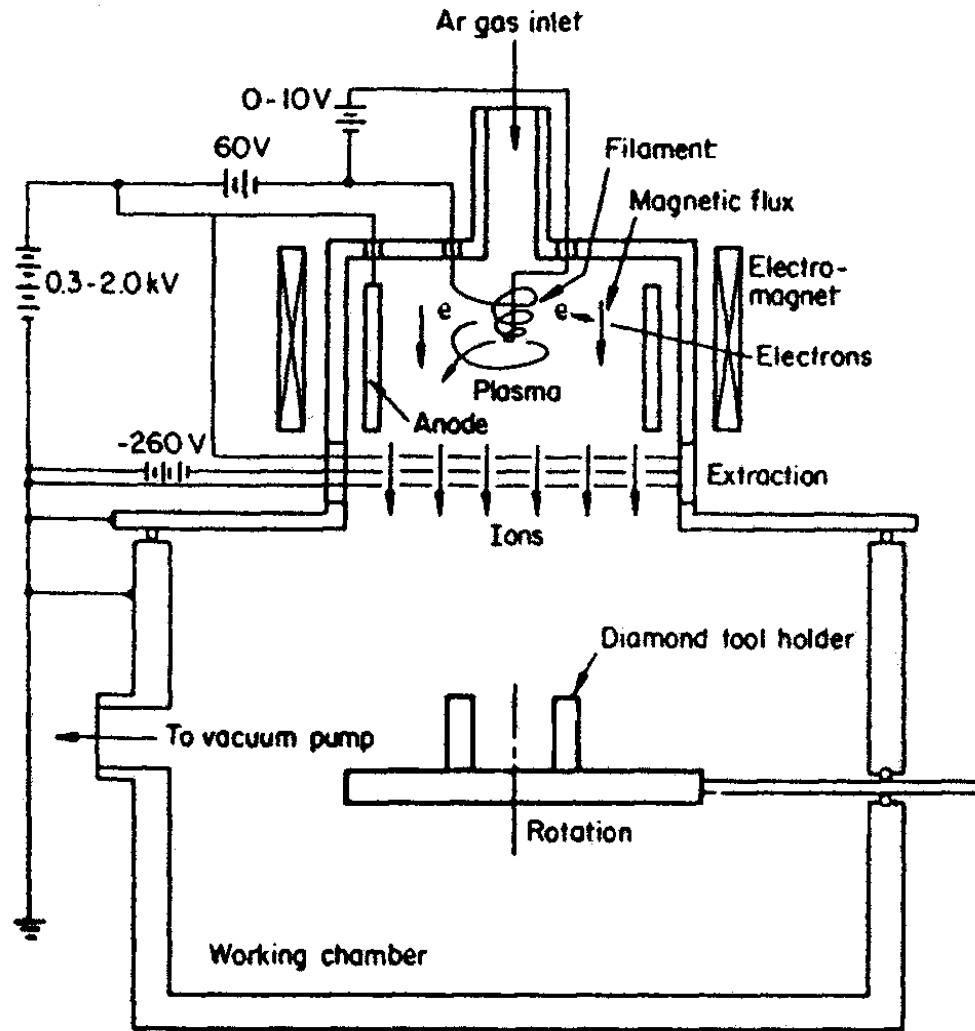 Ar gas inlet
0-10V
60V
Filament
Magnetic flux
0.3-2.0kV
Electro-
magnet
e
e
Electrons
Plasma
Anode
-260V
Extraction
Ions
Diamond tool holder
To vacuum pump
Rotation
Working chamber